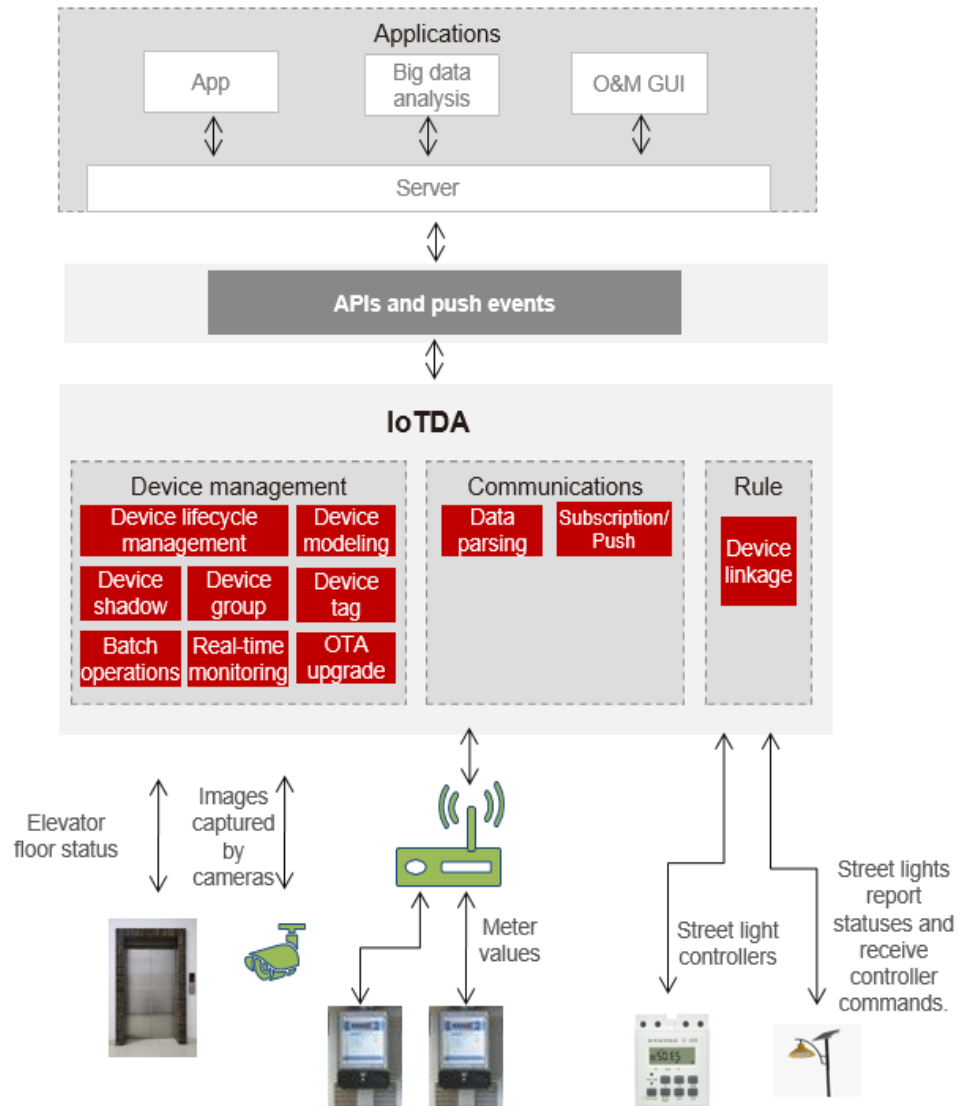 Applications
App
Big data
analysis
O&M GUI
Server
APIs and push events
IoTDA
Device management
Device lifecycle
management
Device
modeling
Device
shadow
Device
group
Device
tag
Batch
operations
Real-time
monitoring
OTA
upgrade
Communications
Data
parsing
Subscription/
Push
Rule
Device
linkage
Elevator
floor status
Images
captured
by
cameras
Meter
values
Street light
controllers
Street lights
report
statuses and
receive
controller
commands.